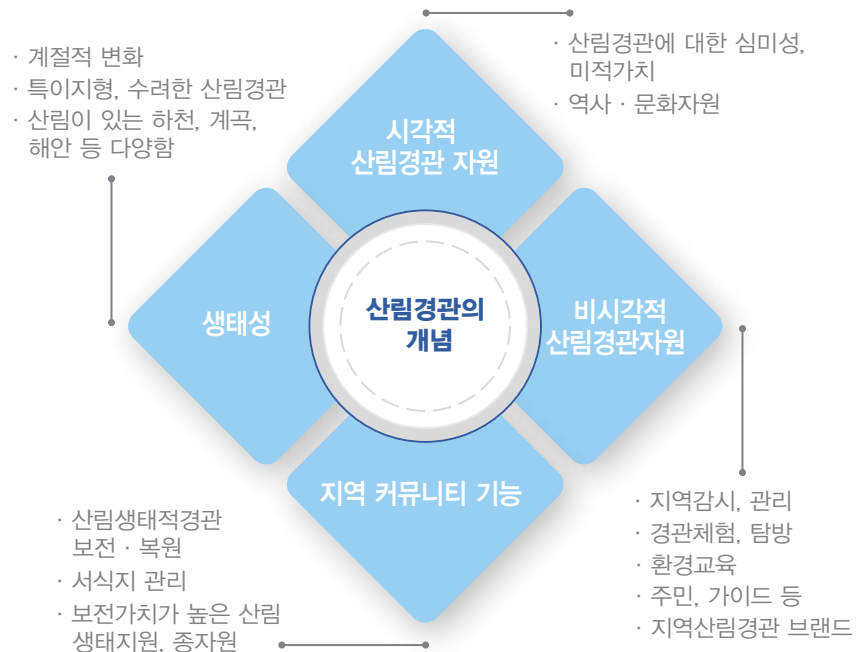 · 계절적 변화
· 특이지형, 수려한 산림경관
· 산림이 있는 하천, 계곡,
해안 등 다양함
· 산림경관에 대한 심미성,
미적가치
· 역사 · 문화자원
시각적
산림경관 자원
생태성
산림경관의
개념
비시각적
산림경관자원
지역 커뮤니티 기능
· 산림생태적경관
보전 · 복원
· 서식지 관리
· 보전가치가 높은 산림
생태지원, 종자원
· 지역감시, 관리
· 경관체험, 탐방
· 환경교육
· 주민, 가이드 등
· 지역산림경관 브랜드